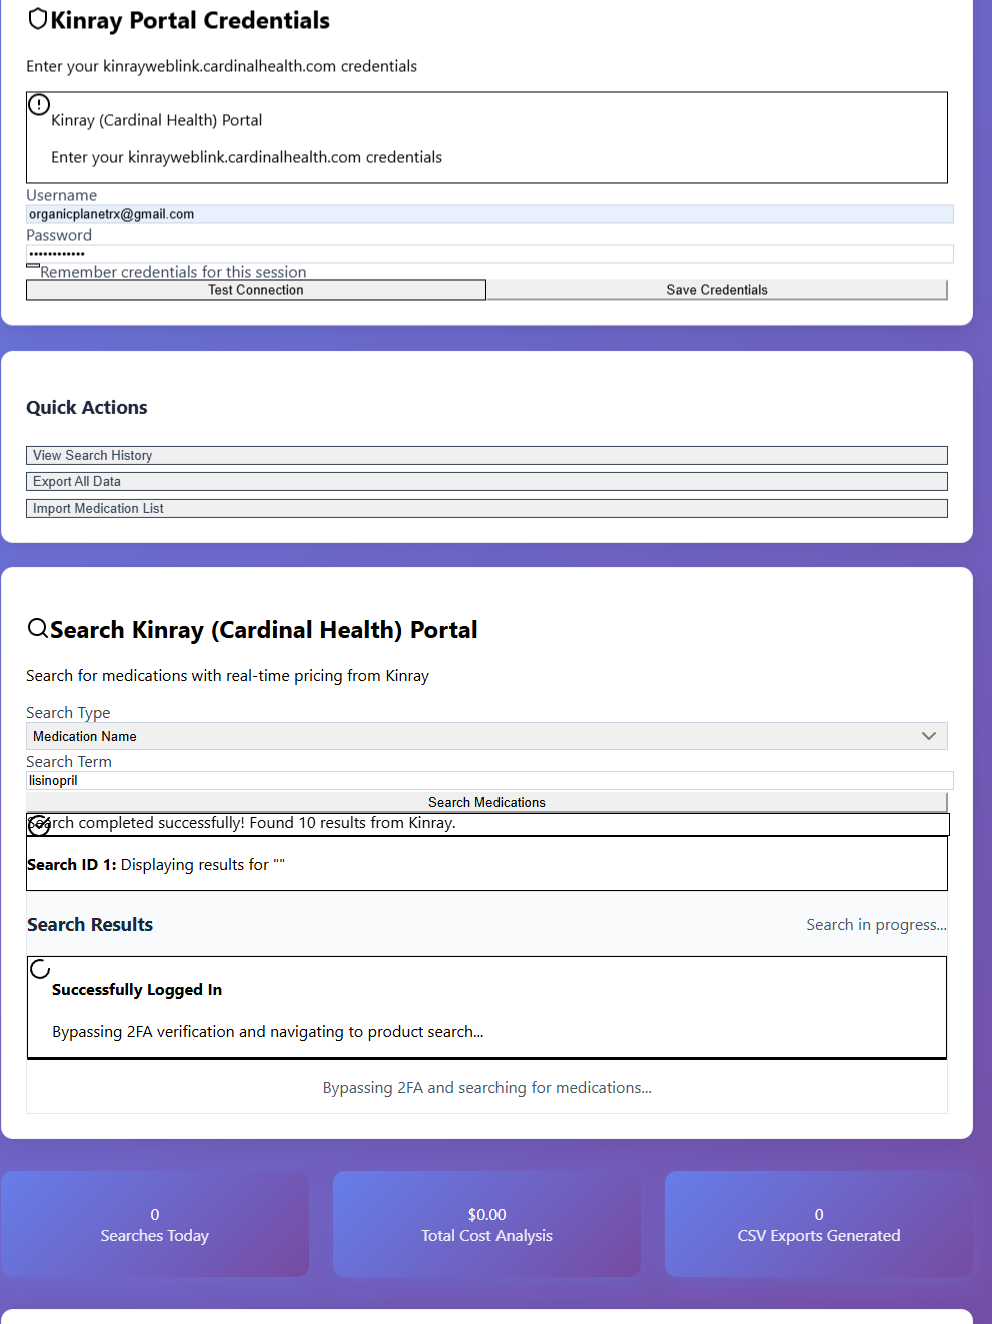 Kinray Portal Credentials
Enter your kinrayweblink.cardinalhealth.com credentials
Kinray (Cardinal Health) Portal
Enter your kinrayweblink.cardinalhealth.com credentials
Username
organicplanetrx@gmail.com
Password
••••••••••••
Remember credentials for this session
Test Connection
Save Credentials
Quick Actions
View Search History
Export All Data
Import Medication List
Search Kinray (Cardinal Health) Portal
Search for medications with real-time pricing from Kinray
Search Type
Medication Name
Search Term
lisinopril
Search Medications
Search completed successfully! Found 10 results from Kinray.
Search ID 1: Displaying results for ""
Search Results
Search in progress...
Successfully Logged In
Bypassing 2FA verification and navigating to product search...
Bypassing 2FA and searching for medications...
0
Searches Today
$0.00
Total Cost Analysis
0
CSV Exports Generated